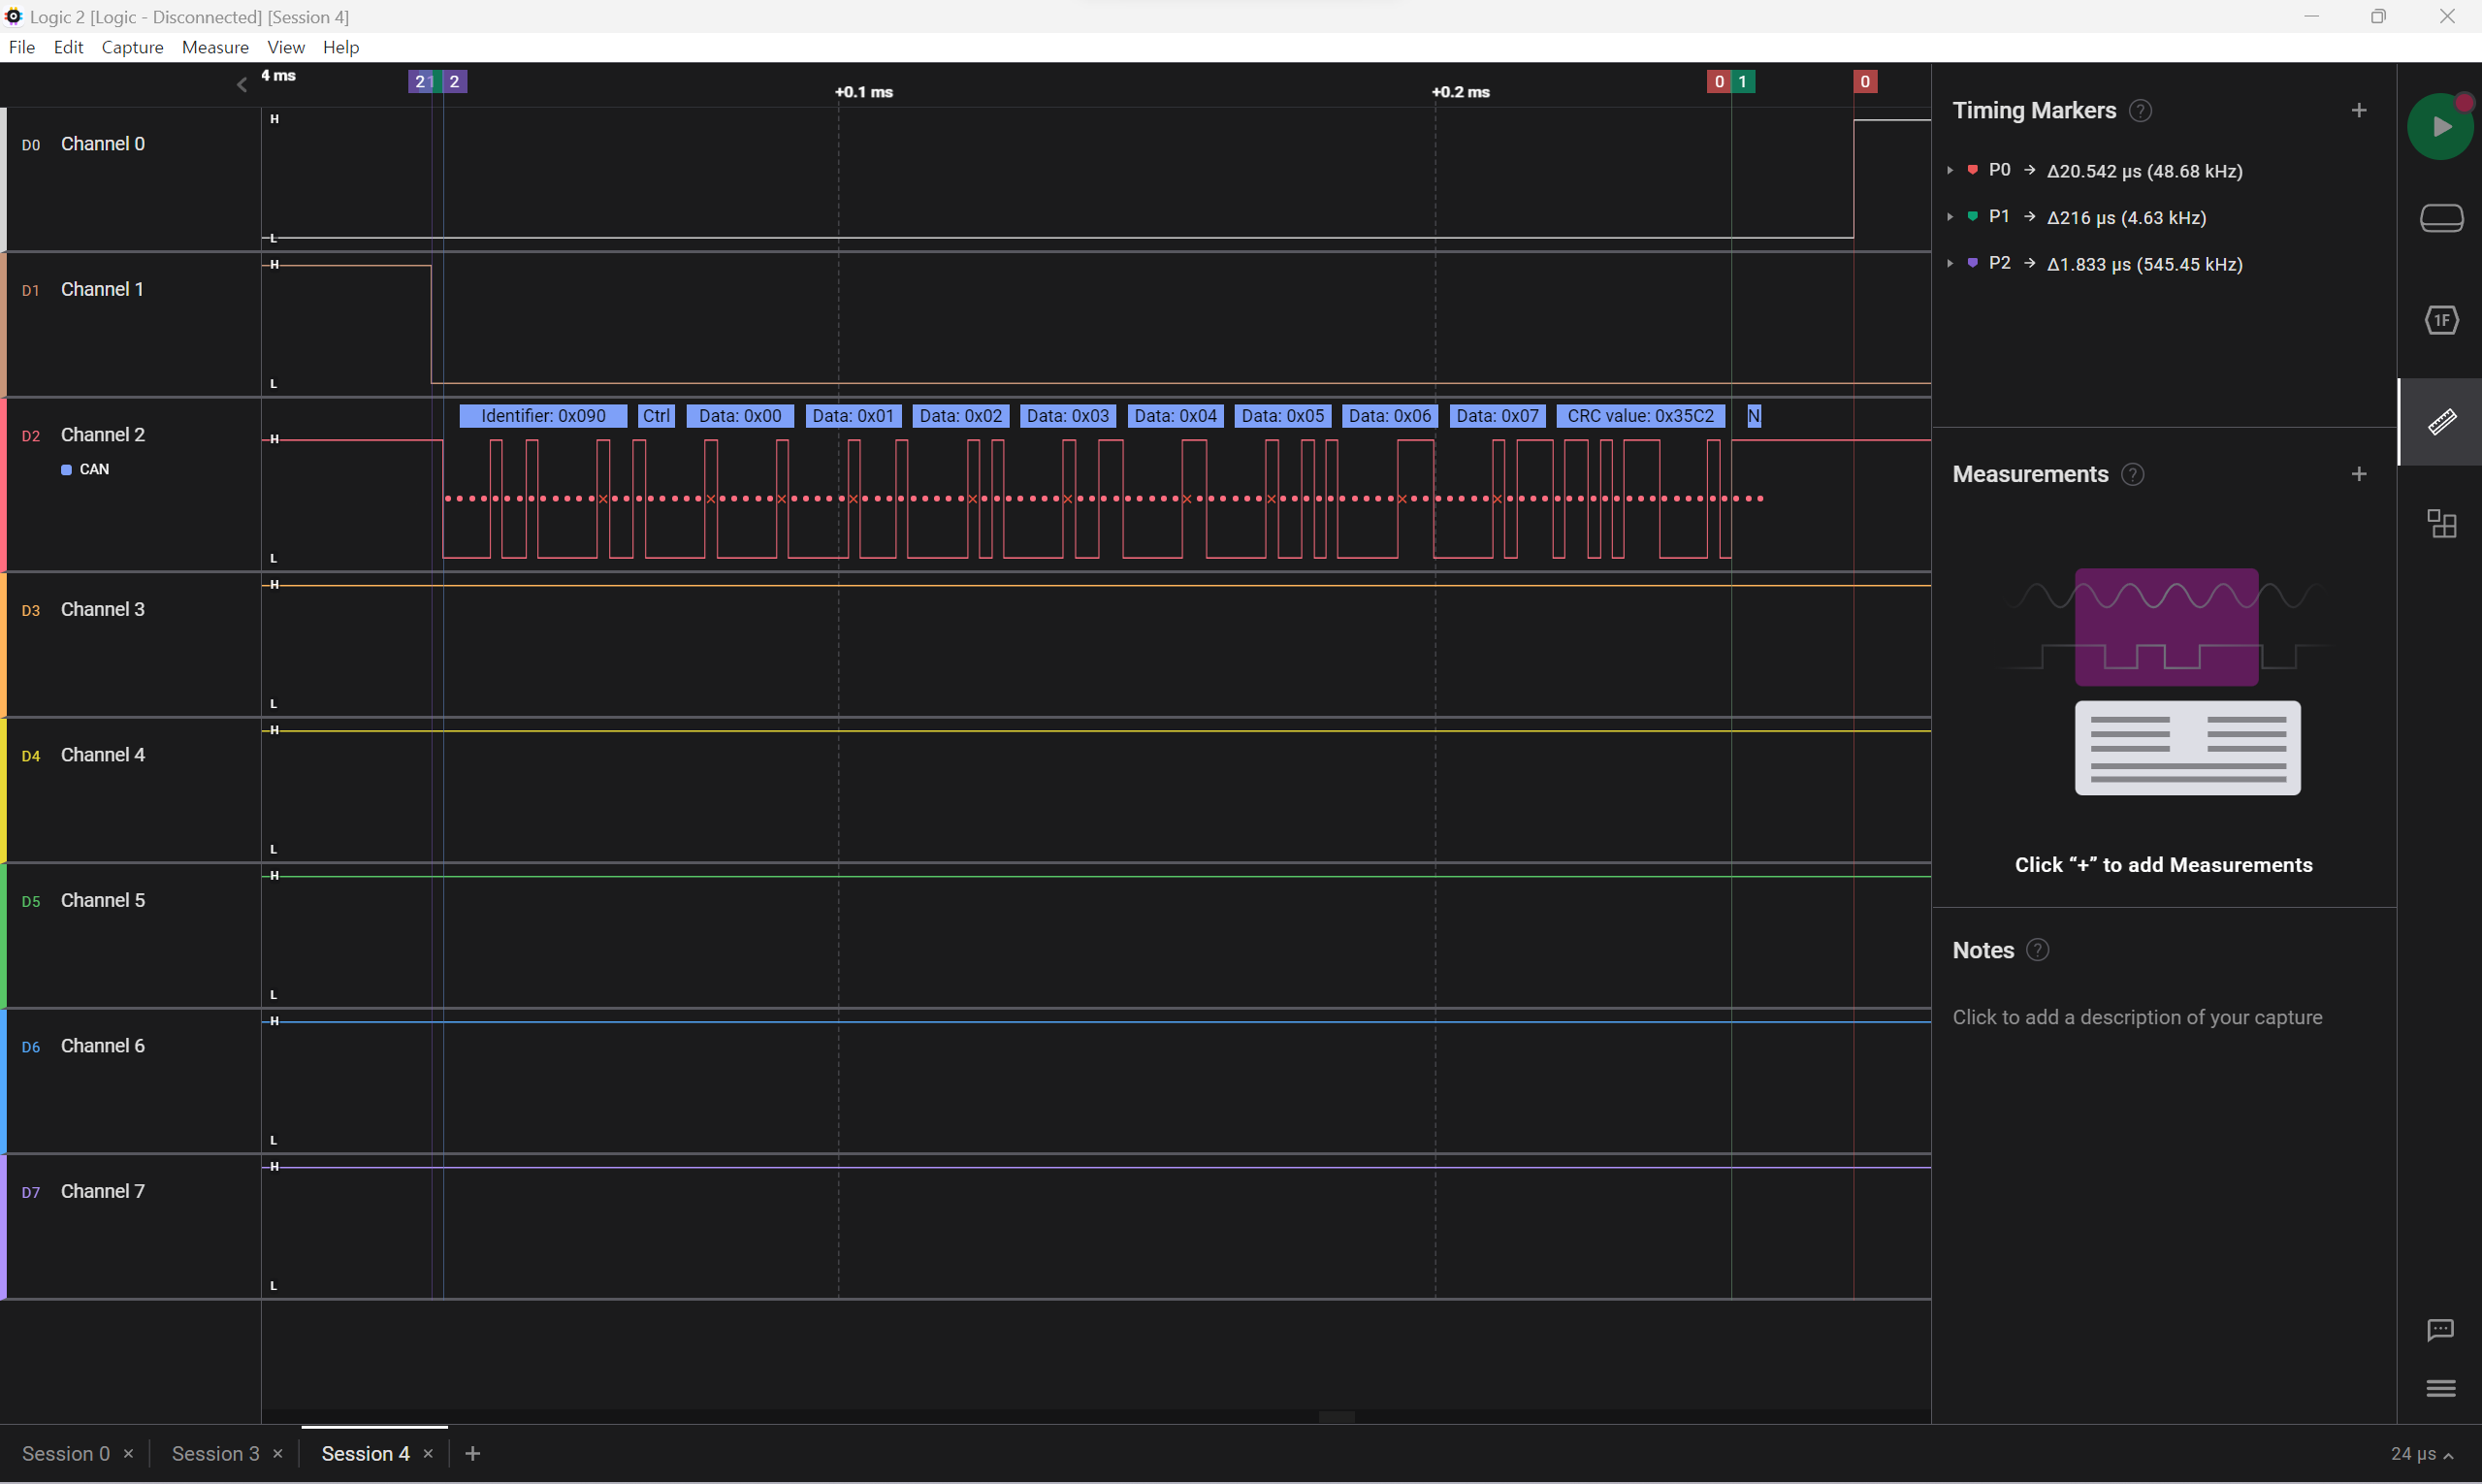 Logic 2 [Logic - Disconnected] [Session 4]
File Edit Capture Measure View Help
4 ms
21 2
+0.1 ms
+0.2 ms
0 1
0
D0 Channel 0
H
L
D1 Channel 1
H
L
D2 Channel 2
CAN
H
L
Identifier: 0x090 Ctrl Data: 0x00 Data: 0x01 Data: 0x02 Data: 0x03 Data: 0x04 Data: 0x05 Data: 0x06 Data: 0x07 CRC value: 0x35C2 N
D3 Channel 3
H
L
D4 Channel 4
H
L
D5 Channel 5
H
L
D6 Channel 6
H
L
D7 Channel 7
H
L
Timing Markers ? +
P0 → Δ20.542 µs (48.68 kHz)
P1 → Δ216 µs (4.63 kHz)
P2 → Δ1.833 µs (545.45 kHz)
Measurements ? +
Click “+” to add Measurements
Notes ?
Click to add a description of your capture
1F
Session 0 × Session 3 × Session 4 × +
24 µs